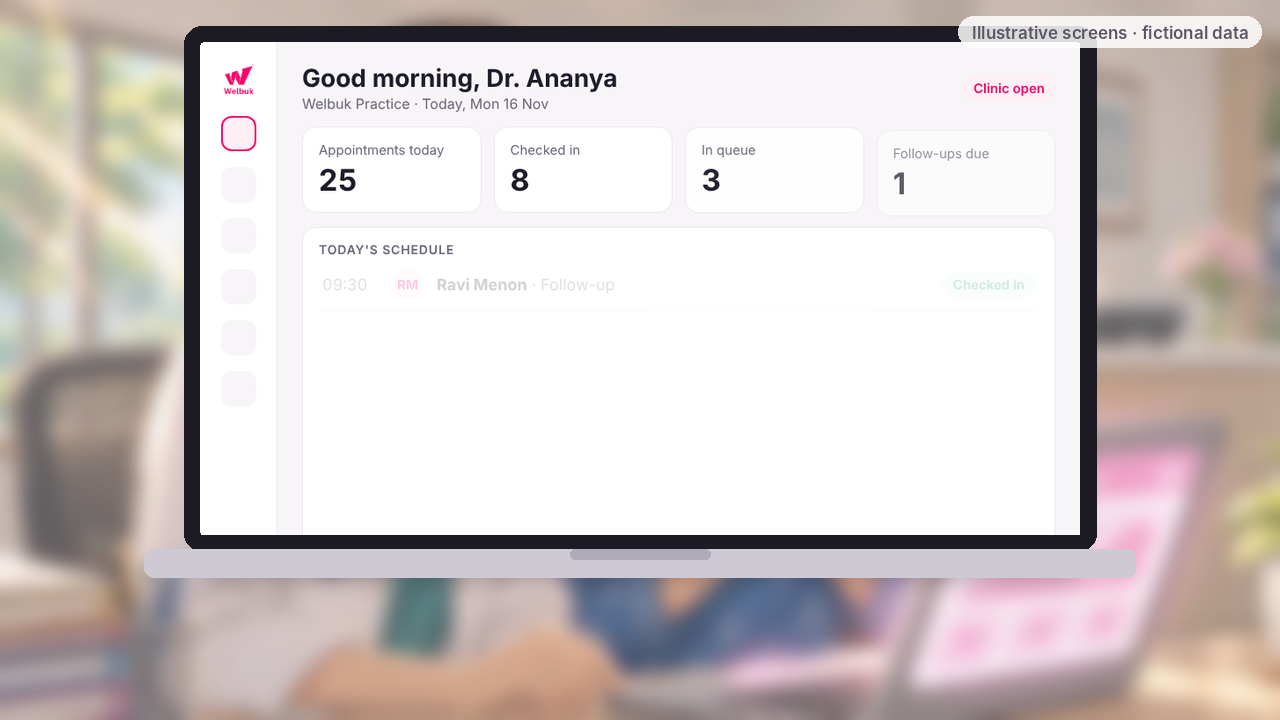 Illustrative screens · fictional data
Welbuk
Good morning, Dr. Ananya
Welbuk Practice · Today, Mon 16 Nov
Clinic open
Appointments today
25
Checked in
8
In queue
3
Follow-ups due
1
TODAY'S SCHEDULE
09:30 RM Ravi Menon · Follow-up Checked in